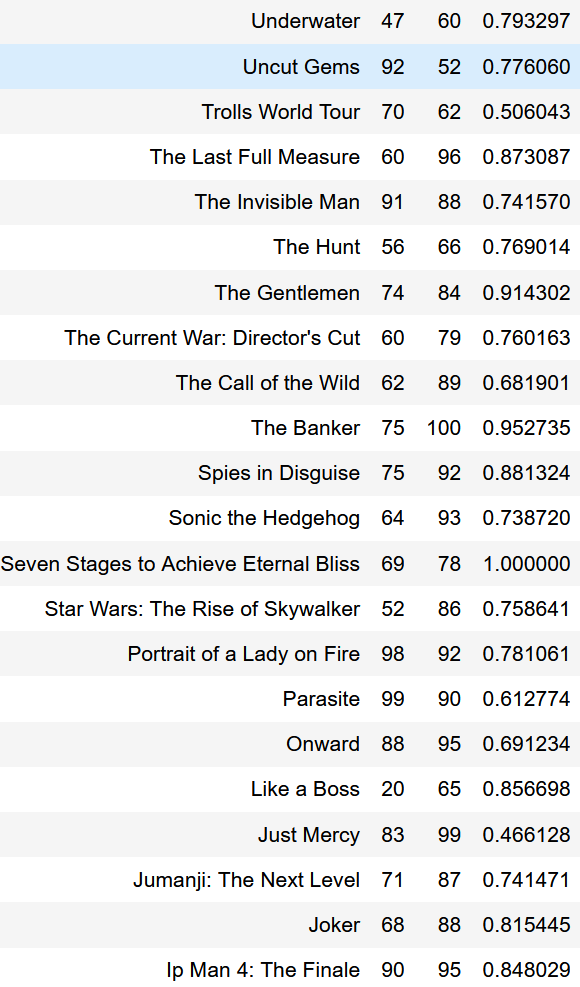 Underwater 47 60 0.793297
Uncut Gems 92 52 0.776060
Trolls World Tour 70 62 0.506043
The Last Full Measure 60 96 0.873087
The Invisible Man 91 88 0.741570
The Hunt 56 66 0.769014
The Gentlemen 74 84 0.914302
The Current War: Director's Cut 60 79 0.760163
The Call of the Wild 62 89 0.681901
The Banker 75 100 0.952735
Spies in Disguise 75 92 0.881324
Sonic the Hedgehog 64 93 0.738720
Seven Stages to Achieve Eternal Bliss 69 78 1.000000
Star Wars: The Rise of Skywalker 52 86 0.758641
Portrait of a Lady on Fire 98 92 0.781061
Parasite 99 90 0.612774
Onward 88 95 0.691234
Like a Boss 20 65 0.856698
Just Mercy 83 99 0.466128
Jumanji: The Next Level 71 87 0.741471
Joker 68 88 0.815445
Ip Man 4: The Finale 90 95 0.848029